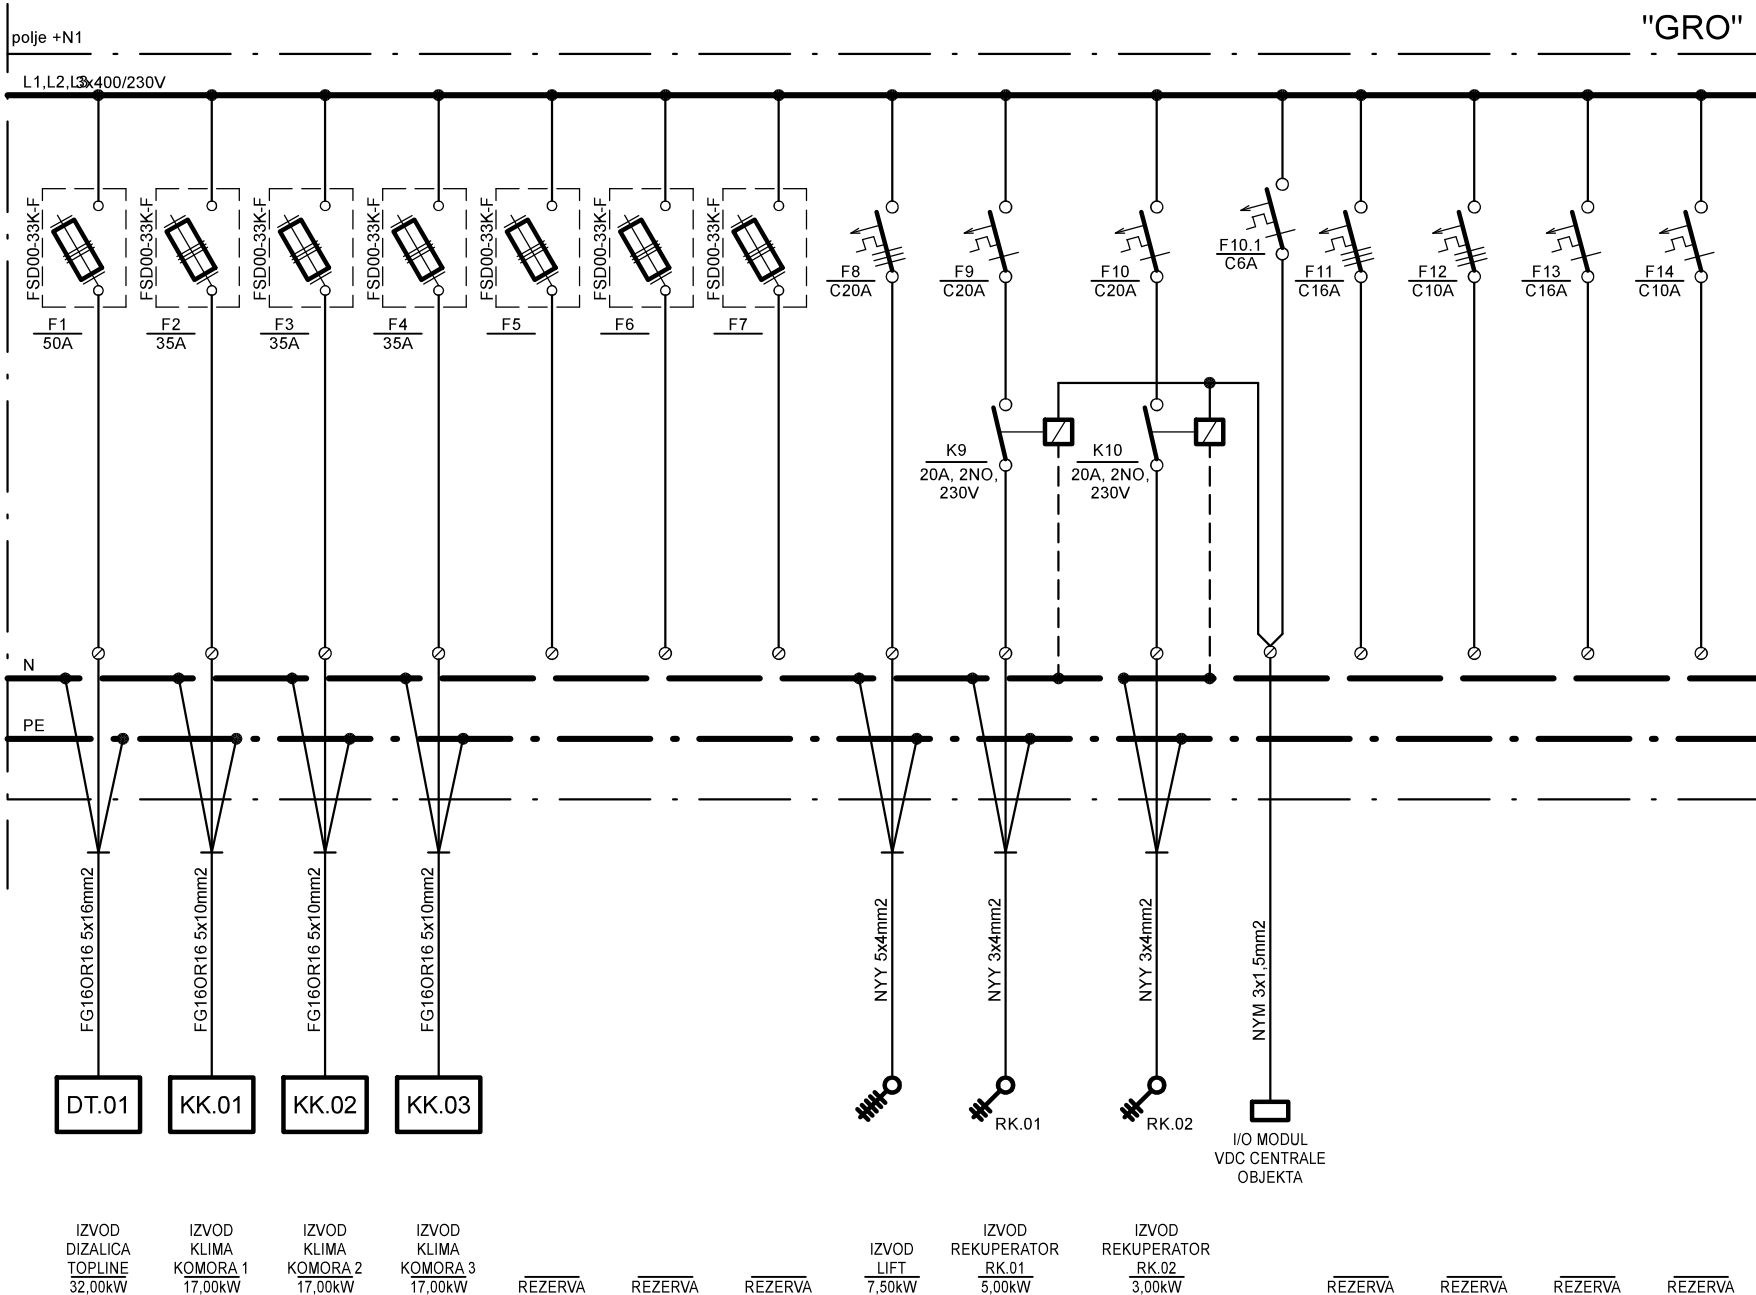 "GRO"
polje +N1
L1,L2,L3
3x400/230V
FSD00-33K-F
FSD00-33K-F
FSD00-33K-F
FSD00-33K-F
FSD00-33K-F
FSD00-33K-F
FSD00-33K-F
F1
50A
F2
35A
F3
35A
F4
35A
F5
F6
F7
F8
C20A
F9
C20A
F10
C20A
F10.1
C6A
F11
C16A
F12
C10A
F13
C16A
F14
C10A
K9
20A, 2NO,
230V
K10
20A, 2NO,
230V
N
PE
FG16OR16 5x16mm2
FG16OR16 5x10mm2
FG16OR16 5x10mm2
FG16OR16 5x10mm2
NYY 5x4mm2
NYY 3x4mm2
NYY 3x4mm2
NYM 3x1,5mm2
DT.01
KK.01
KK.02
KK.03
RK.01
RK.02
I/O MODUL
VDC CENTRALE
OBJEKTA
IZVOD
DIZALICA
TOPLINE
32,00kW
IZVOD
KLIMA
KOMORA 1
17,00kW
IZVOD
KLIMA
KOMORA 2
17,00kW
IZVOD
KLIMA
KOMORA 3
17,00kW
REZERVA
REZERVA
REZERVA
IZVOD
LIFT
7,50kW
IZVOD
REKUPERATOR
RK.01
5,00kW
IZVOD
REKUPERATOR
RK.02
3,00kW
REZERVA
REZERVA
REZERVA
REZERVA